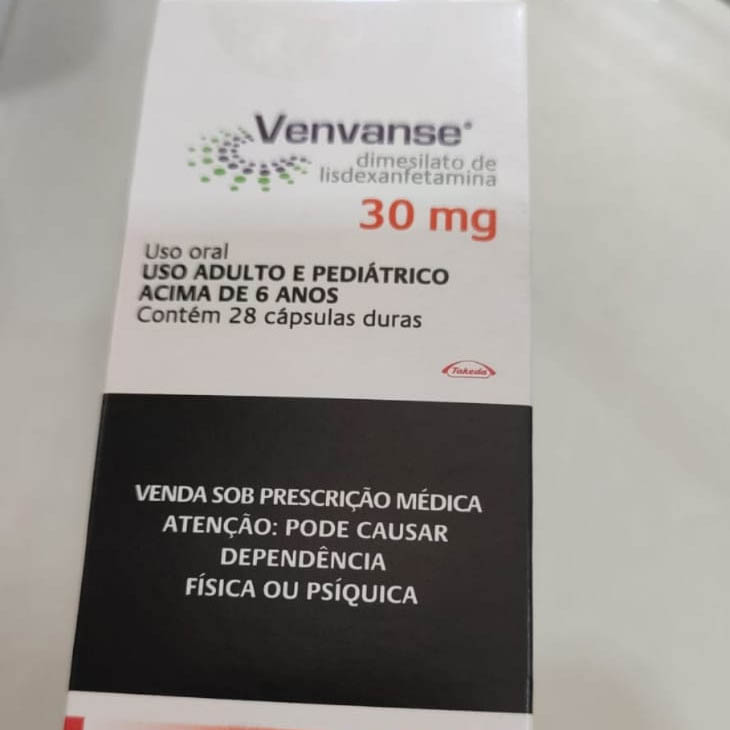 Venvanse®
dimesilato de
lisdexanfetamina
30 mg
Uso oral
USO ADULTO E PEDIÁTRICO
ACIMA DE 6 ANOS
Contém 28 cápsulas duras
Takeda
VENDA SOB PRESCRIÇÃO MÉDICA
ATENÇÃO: PODE CAUSAR
DEPENDÊNCIA
FÍSICA OU PSÍQUICA